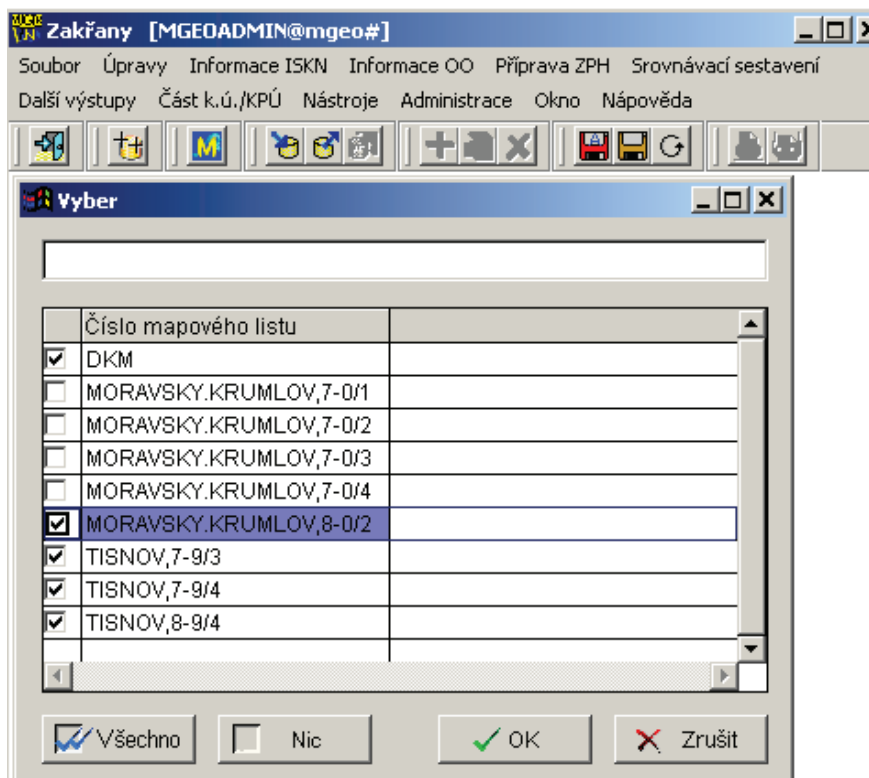 Zakřany [MGEOADMIN@mgeo#]
Soubor Úpravy Informace ISKN Informace OO Příprava ZPH Srovnávací sestavení
Další výstupy Část k.ú./KPÚ Nástroje Administrace Okno Nápověda
M
Vyber
Číslo mapového listu
DKM
MORAVSKY.KRUMLOV,7-0/1
MORAVSKY.KRUMLOV,7-0/2
MORAVSKY.KRUMLOV,7-0/3
MORAVSKY.KRUMLOV,7-0/4
MORAVSKY.KRUMLOV,8-0/2
TISNOV,7-9/3
TISNOV,7-9/4
TISNOV,8-9/4
Všechno Nic OK Zrušit